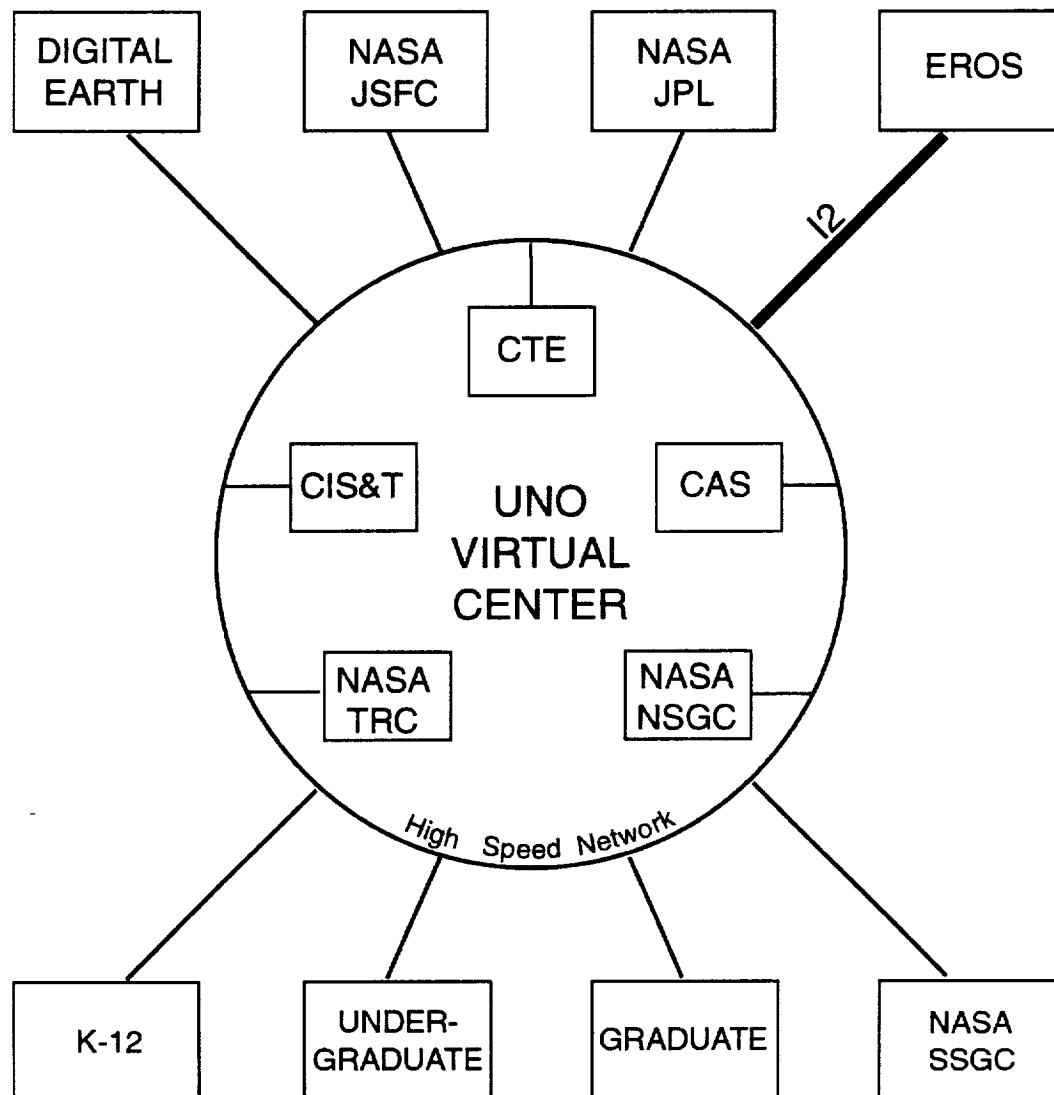 DIGITAL
EARTH
NASA
JSFC
NASA
JPL
EROS
I2
CTE
CIS&T
CAS
UNO
VIRTUAL
CENTER
NASA
TRC
NASA
NSGC
High Speed Network
K-12
UNDER-
GRADUATE
GRADUATE
NASA
SSGC